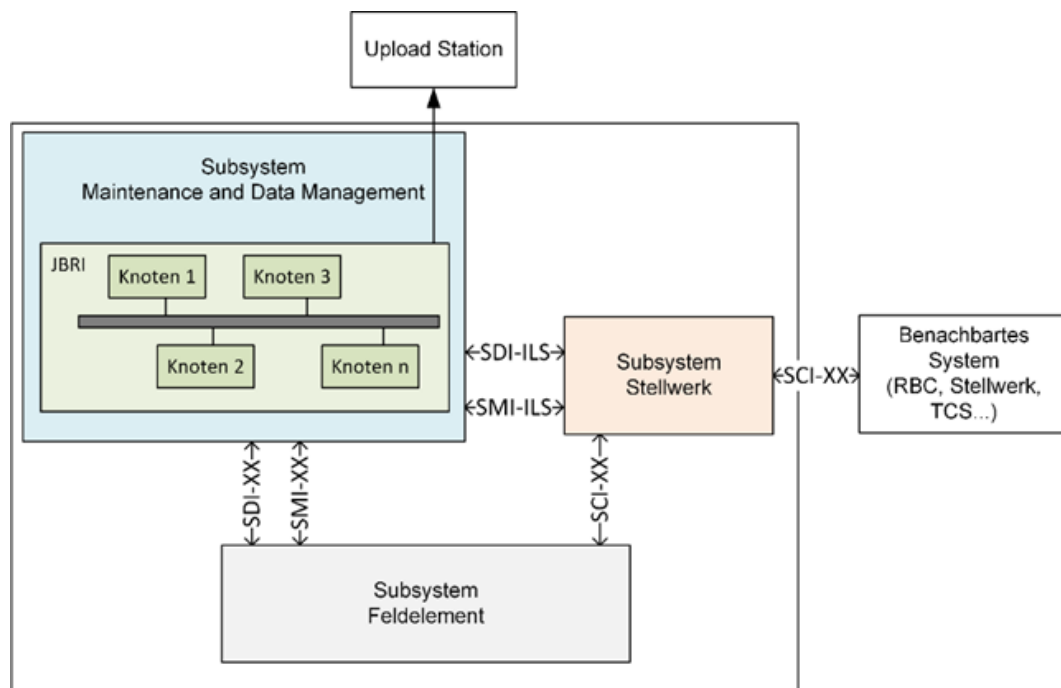 Upload Station
Subsystem
Maintenance and Data Management
JBRI
Knoten 1
Knoten 3
Knoten 2
Knoten n
SDI-ILS
SMI-ILS
Subsystem
Stellwerk
SCI-XX
Benachbartes
System
(RBC, Stellwerk,
TCS...)
SDI-XX
SMI-XX
SCI-XX
Subsystem
Feldelement